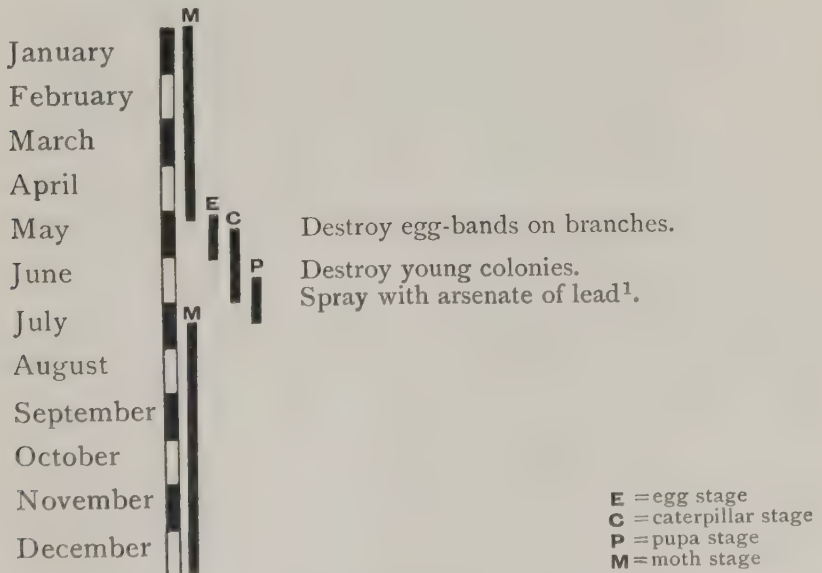 M
January
February
March
April
E
C
May Destroy egg-bands on branches.
P
June Destroy young colonies.
Spray with arsenate of lead¹.
M
July
August
September
October
November
December
E =egg stage
C =caterpillar stage
P =pupa stage
M=moth stage